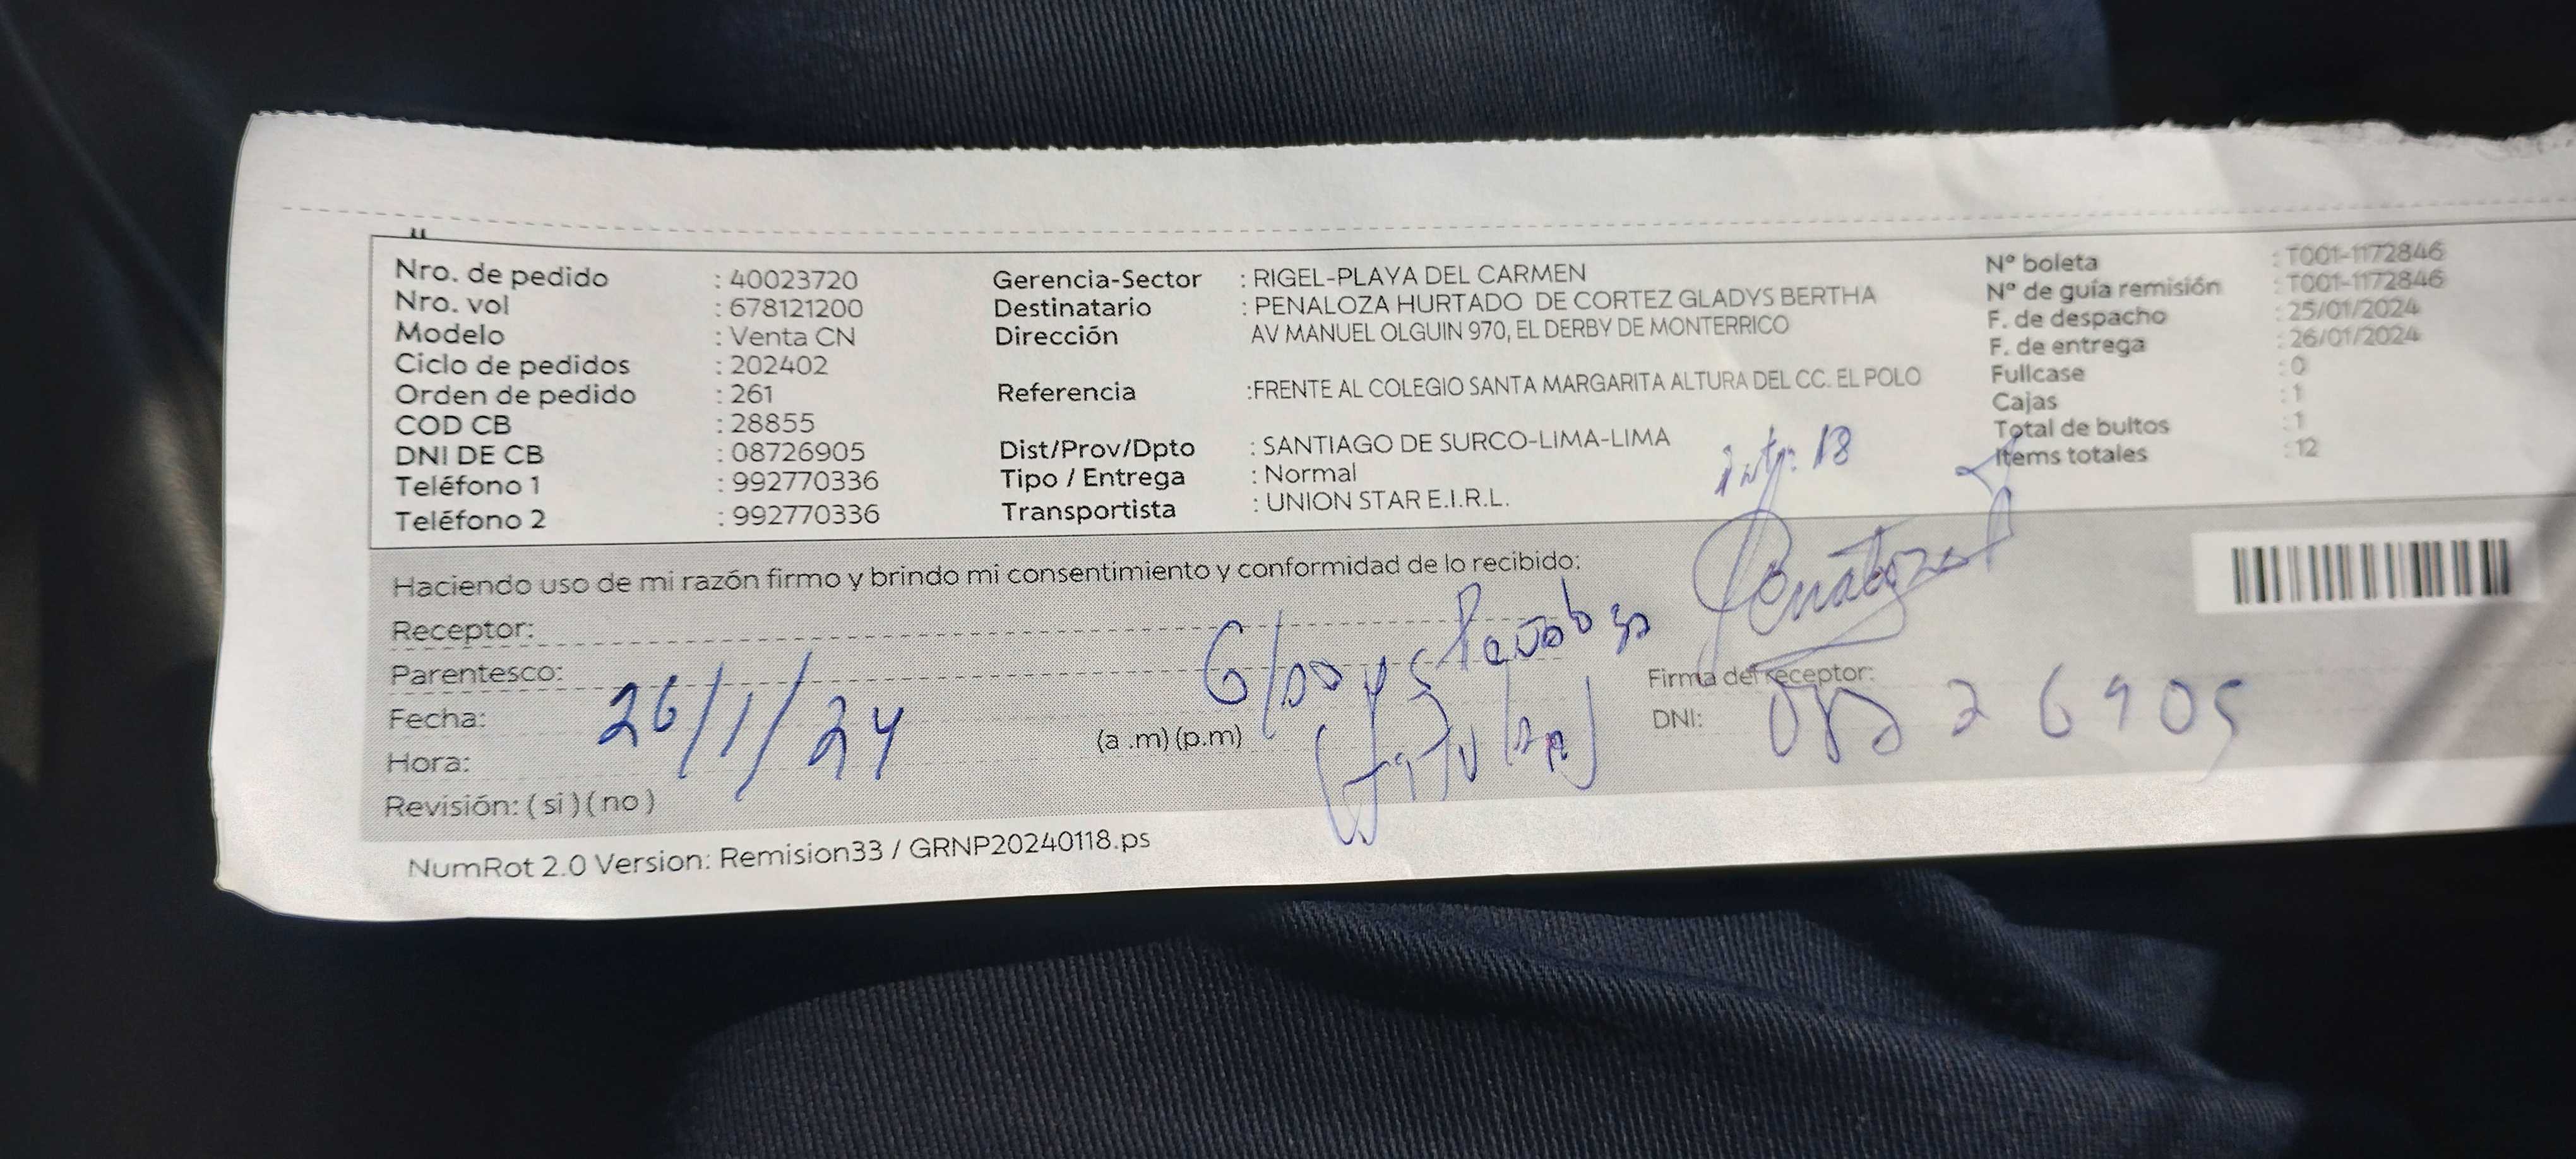 Nro. de pedido : 40023720
Nro. vol : 678121200
Modelo : Venta CN
Ciclo de pedidos : 202402
Orden de pedido : 261
COD CB : 28855
DNI DE CB : 08726905
Teléfono 1 : 992770336
Teléfono 2 : 992770336
Gerencia-Sector : RIGEL-PLAYA DEL CARMEN
Destinatario : PENALOZA HURTADO DE CORTEZ GLADYS BERTHA
Dirección AV MANUEL OLGUIN 970, EL DERBY DE MONTERRICO
Referencia :FRENTE AL COLEGIO SANTA MARGARITA ALTURA DEL CC. EL POLO
Dist/Prov/Dpto : SANTIAGO DE SURCO-LIMA-LIMA
Tipo / Entrega : Normal
Transportista : UNION STAR E.I.R.L.
N° boleta : T001-1172846
N° de guía remisión : T001-1172846
F. de despacho : 25/01/2024
F. de entrega : 26/01/2024
Fullcase : 0
Cajas : 1
Total de bultos : 1
Items totales : 12
Haciendo uso de mi razón firmo y brindo mi consentimiento y conformidad de lo recibido:
Receptor:
Gladys Peñaloza
Parentesco:
(titular)
Fecha: 26/1/24
Hora: (a .m)(p.m)
Revisión: ( si ) ( no )
Firma del receptor:
DNI: 08726905
NumRot 2.0 Version: Remision33 / GRNP20240118.ps